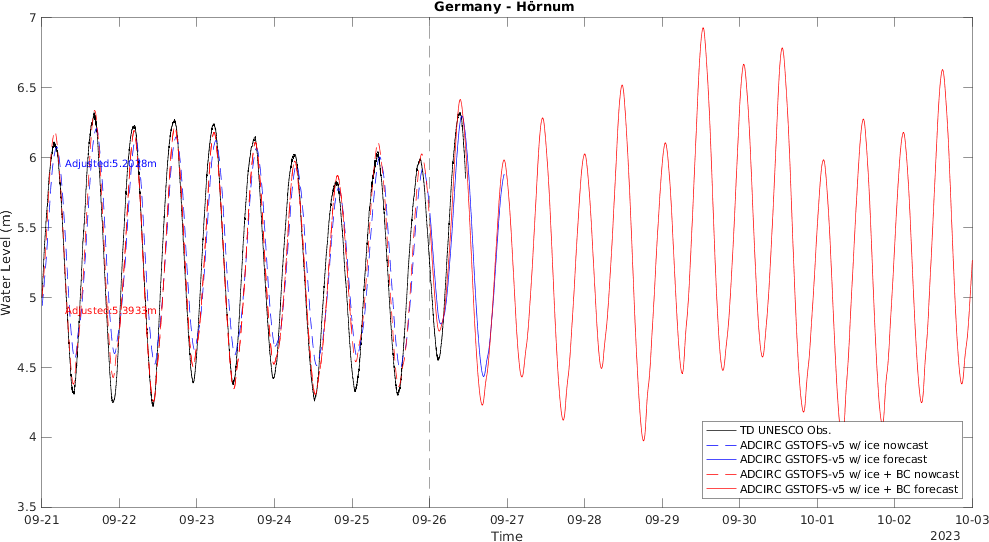 Germany - Hörnum
7
6.5
6
5.5
5
4.5
4
3.5
Water Level (m)
Adjusted:5.2028m
Adjusted:5.3933m
TD UNESCO Obs.
ADCIRC GSTOFS-v5 w/ ice nowcast
ADCIRC GSTOFS-v5 w/ ice forecast
ADCIRC GSTOFS-v5 w/ ice + BC nowcast
ADCIRC GSTOFS-v5 w/ ice + BC forecast
09-21 09-22 09-23 09-24 09-25 09-26 09-27 09-28 09-29 09-30 10-01 10-02 10-03
Time
2023